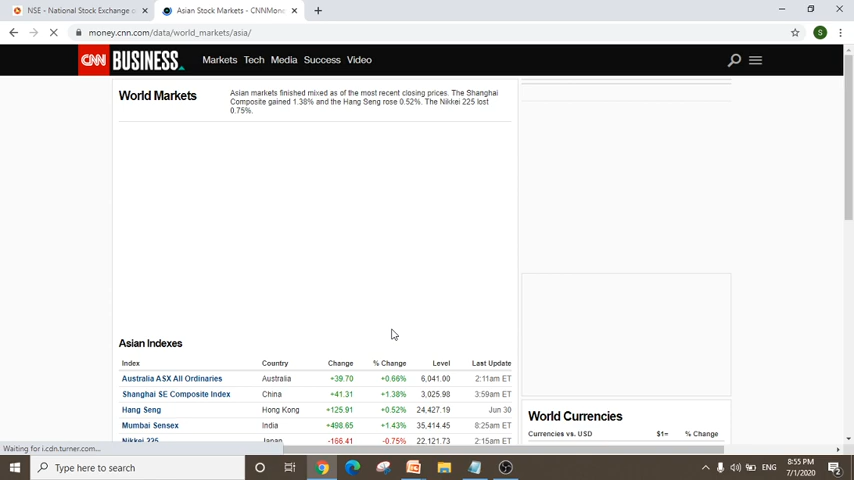 NSE - National Stock Exchange o
Asian Stock Markets - CNNMone
money.cnn.com/data/world_markets/asia/
S
CNN BUSINESS Markets Tech Media Success Video
World Markets
Asian markets finished mixed as of the most recent closing prices. The Shanghai
Composite gained 1.38% and the Hang Seng rose 0.52%. The Nikkei 225 lost
0.75%.
Asian Indexes
Index Country Change % Change Level Last Update
Australia ASX All Ordinaries Australia +39.70 +0.66% 6,041.00 2:11am ET
Shanghai SE Composite Index China +41.31 +1.38% 3,025.98 3:59am ET
Hang Seng Hong Kong +125.91 +0.52% 24,427.19 Jun 30
Mumbai Sensex India +498.65 +1.43% 35,414.45 8:25am ET
Nikkei 225 Japan -166.41 -0.75% 22,121.73 2:15am ET
World Currencies
Currencies vs. USD $1= % Change
Waiting for i.cdn.turner.com...
Type here to search
ENG
8:55 PM
7/1/2020
2